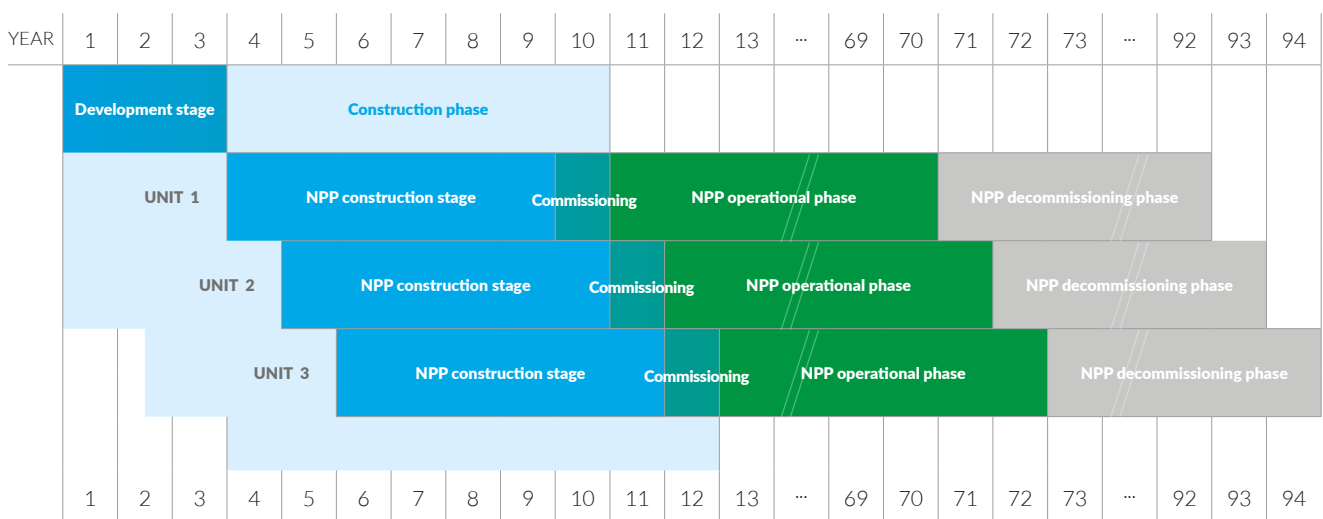 YEAR 1 2 3 4 5 6 7 8 9 10 11 12 13 ... 69 70 71 72 73 ... 92 93 94
Development stage Construction phase
UNIT 1 NPP construction stage Commissioning NPP operational phase NPP decommissioning phase
UNIT 2 NPP construction stage Commissioning NPP operational phase NPP decommissioning phase
UNIT 3 NPP construction stage Commissioning NPP operational phase NPP decommissioning phase
1 2 3 4 5 6 7 8 9 10 11 12 13 ... 69 70 71 72 73 ... 92 93 94